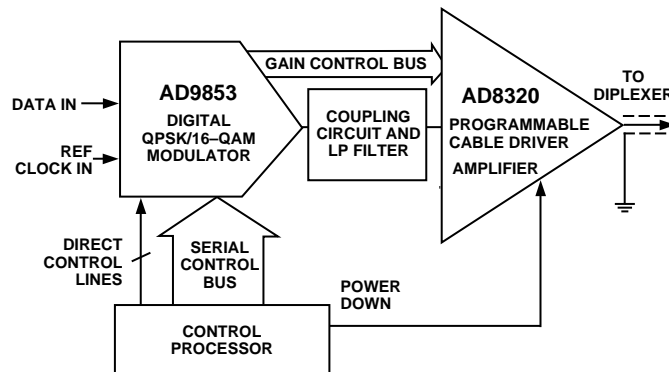 GAIN CONTROL BUS
TO
DIPLEXER
AD9853
DIGITAL
QPSK/16–QAM
MODULATOR
DATA IN
REF
CLOCK IN
COUPLING
CIRCUIT AND
LP FILTER
AD8320
PROGRAMMABLE
CABLE DRIVER
AMPLIFIER
DIRECT
CONTROL
LINES
SERIAL
CONTROL
BUS
POWER
DOWN
CONTROL
PROCESSOR